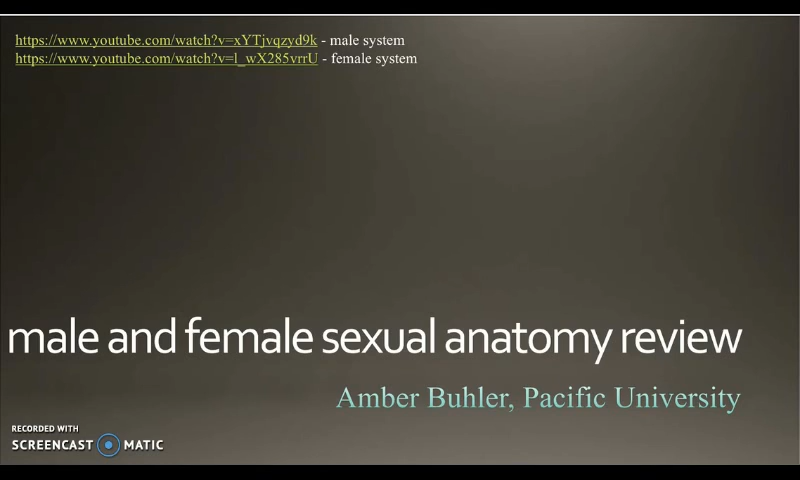 https://www.youtube.com/watch?v=xYTjvqzyd9k - male system
https://www.youtube.com/watch?v=l_wX285vrrU - female system
male and female sexual anatomy review
Amber Buhler, Pacific University
RECORDED WITH
SCREENCAST MATIC